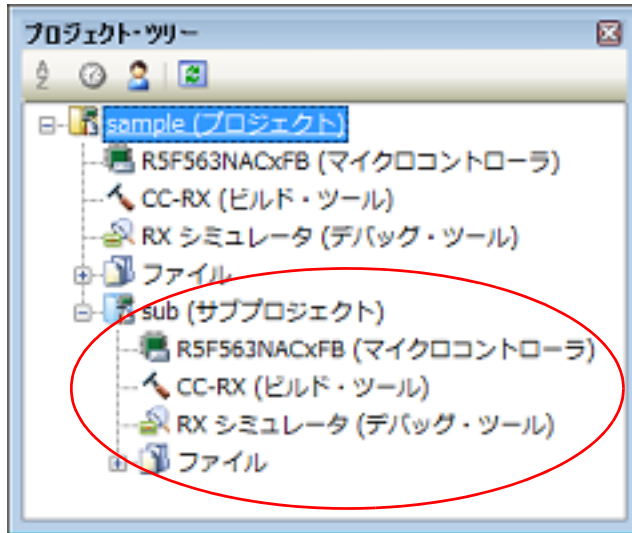 プロジェクト・ツリー
sample (プロジェクト)
R5F563NACxFB (マイクロコントローラ)
CC-RX (ビルド・ツール)
RX シミュレータ (デバッグ・ツール)
ファイル
sub (サブプロジェクト)
R5F563NACxFB (マイクロコントローラ)
CC-RX (ビルド・ツール)
RX シミュレータ (デバッグ・ツール)
ファイル